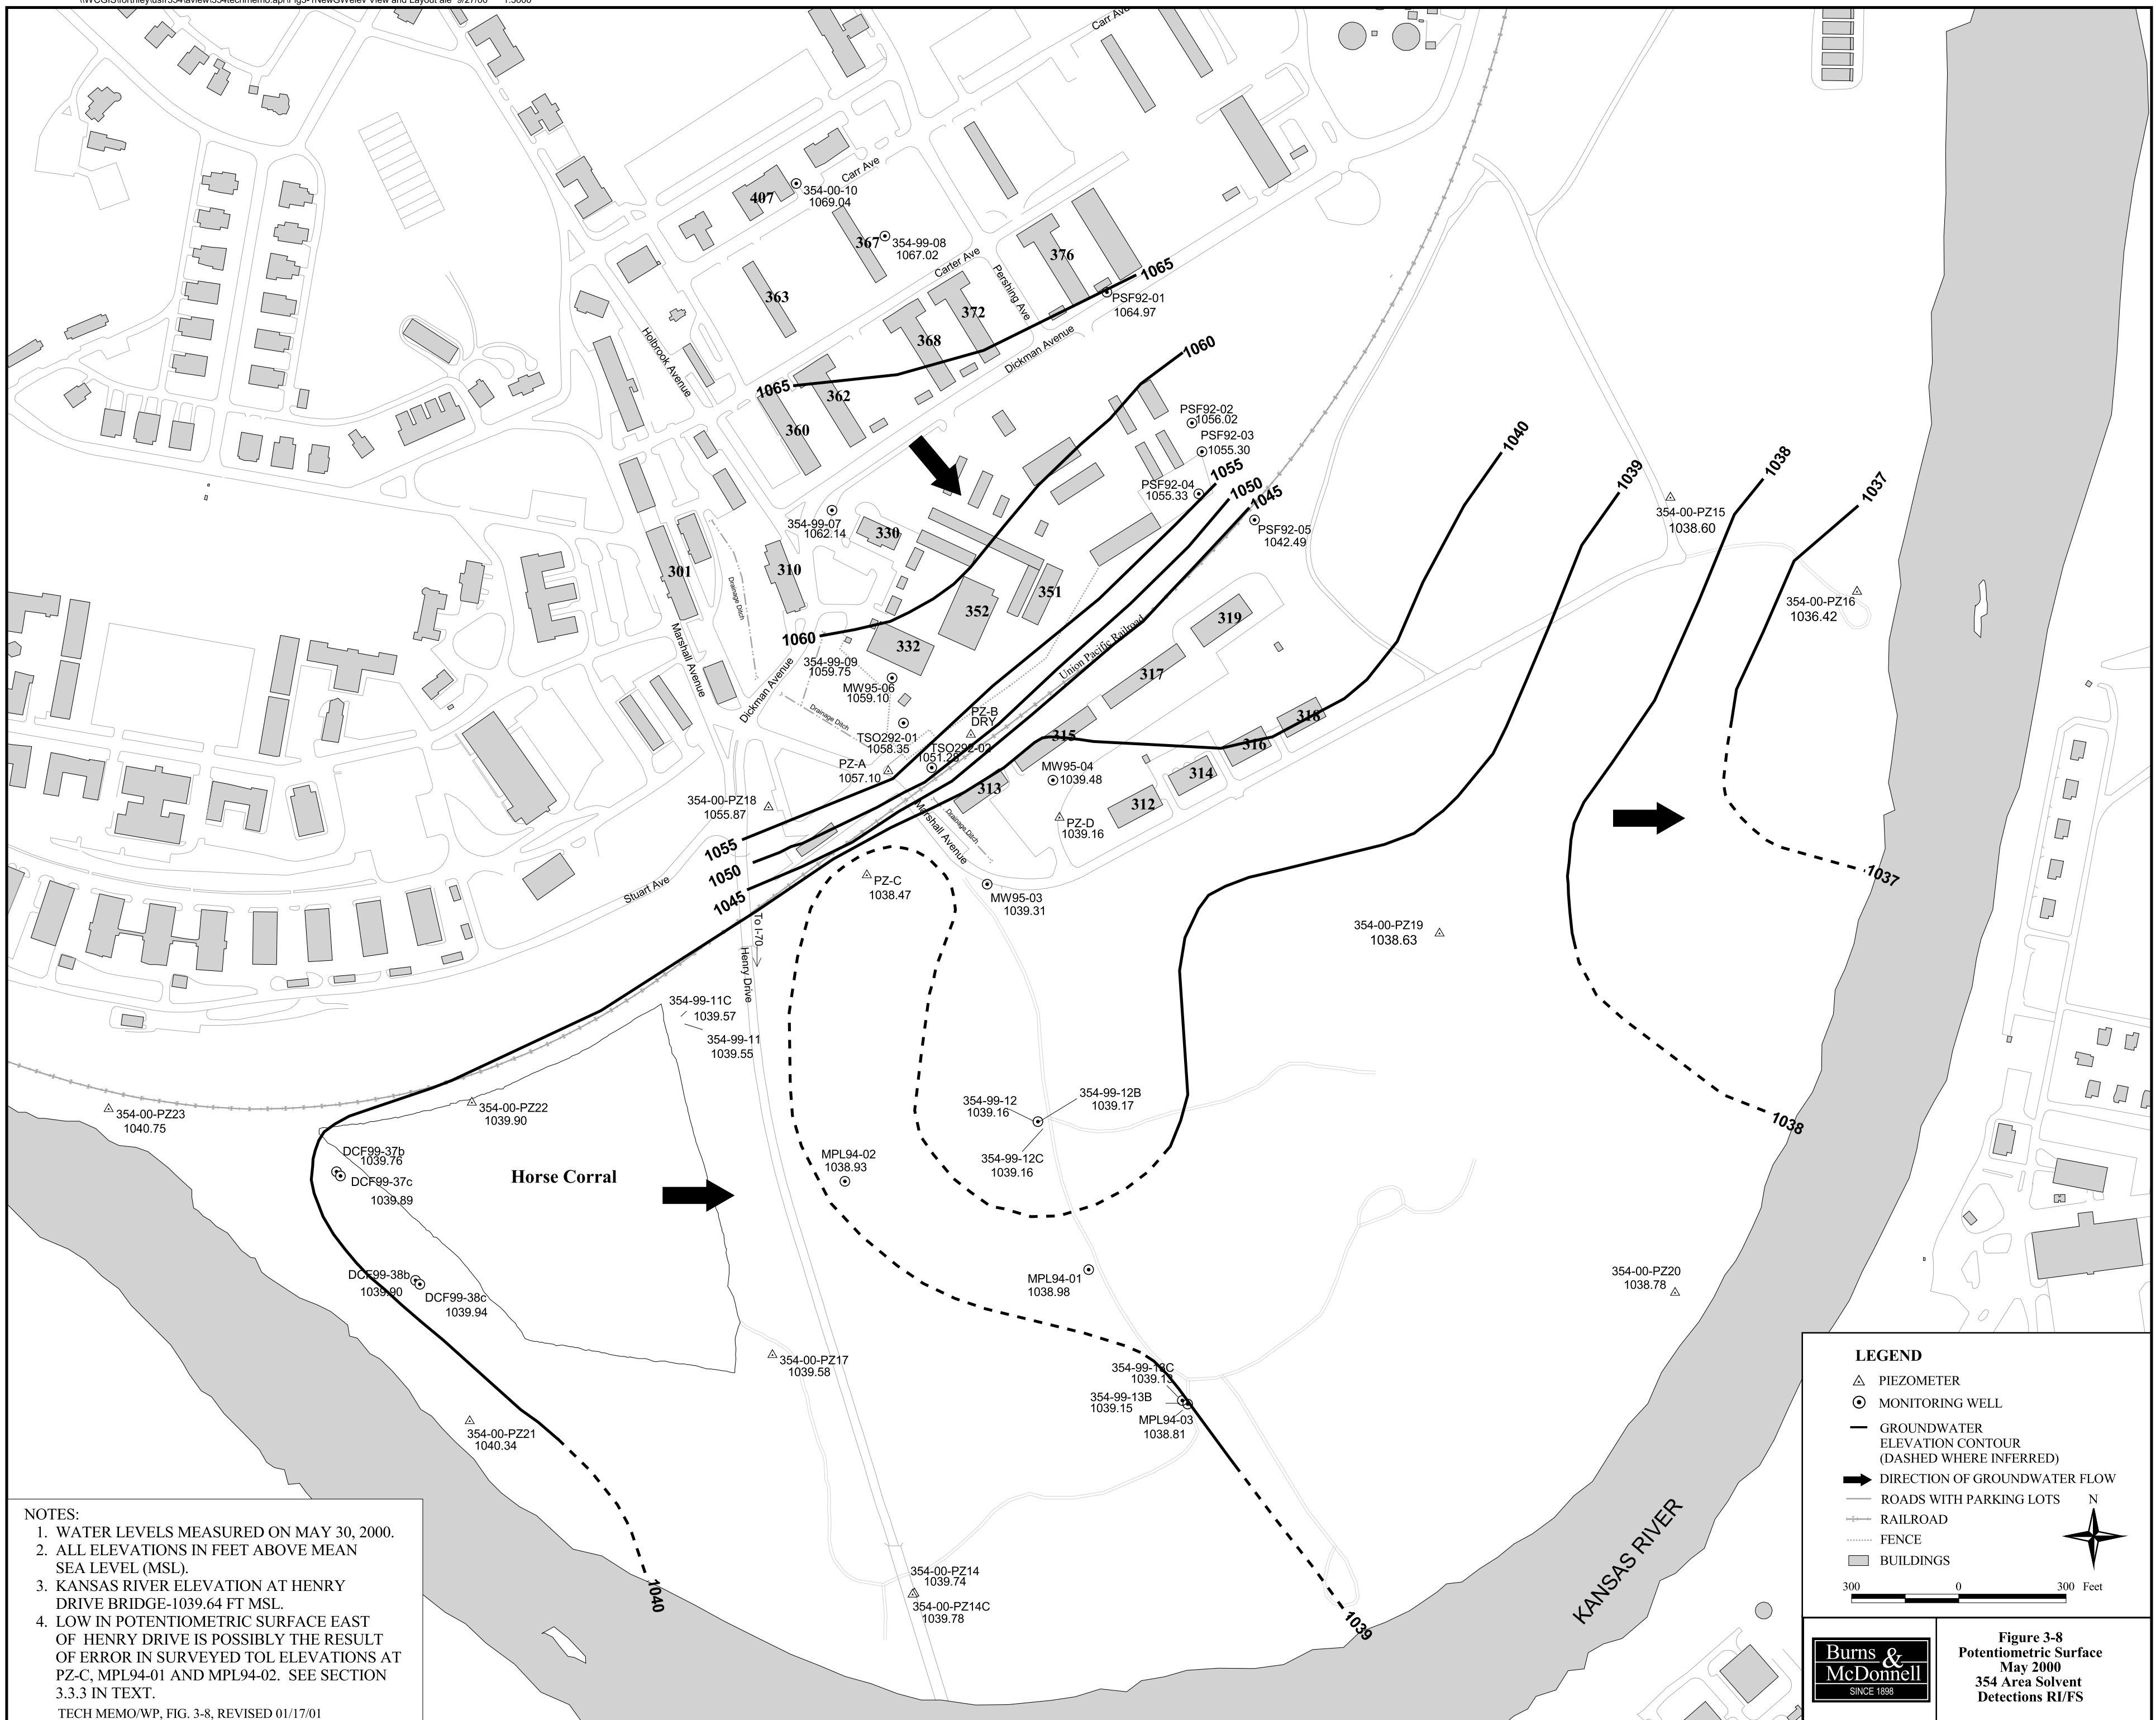 Carr Ave
407
354-00-10
1069.04
Carr Ave
367
354-99-08
1067.02
Carter Ave
Pershing Ave
376
1065
PSF92-01
1064.97
363
372
368
Dickman Avenue
Holbrook Avenue
1060
1065
362
360
PSF92-02
1056.02
PSF92-03
1055.30
PSF92-04
1055.33
1055
1050
1045
PSF92-05
1042.49
1040
1039
1038
1037
354-00-PZ15
1038.60
354-00-PZ16
1036.42
354-99-07
1062.14
330
310
301
Drainage Ditch
351
352
319
Union Pacific Railroad
Marshall Avenue
1060
332
354-99-09
1059.75
MW95-06
1059.10
317
Dickman Avenue
Drainage Ditch
PZ-B
DRY
TSO292-01
1058.35
TSO292-02
1051.28
315
318
316
PZ-A
1057.10
MW95-04
1039.48
314
313
312
354-00-PZ18
1055.87
Marshall Avenue
Drainage Ditch
PZ-D
1039.16
1055
1050
1045
Stuart Ave
PZ-C
1038.47
MW95-03
1039.31
1037
To I-70
Henry Drive
354-00-PZ19
1038.63
354-99-11C
1039.57
354-99-11
1039.55
354-00-PZ23
1040.75
354-00-PZ22
1039.90
354-99-12
1039.16
354-99-12B
1039.17
1038
DCF99-37b
1039.76
DCF99-37c
1039.89
Horse Corral
MPL94-02
1038.93
354-99-12C
1039.16
DCF99-38b
1039.90
DCF99-38c
1039.94
MPL94-01
1038.98
354-00-PZ20
1038.78
354-00-PZ17
1039.58
354-99-13C
1039.13
354-99-13B
1039.15
MPL94-03
1038.81
354-00-PZ21
1040.34
354-00-PZ14
1039.74
354-00-PZ14C
1039.78
1040
1039
KANSAS RIVER
NOTES:
1. WATER LEVELS MEASURED ON MAY 30, 2000.
2. ALL ELEVATIONS IN FEET ABOVE MEAN
SEA LEVEL (MSL).
3. KANSAS RIVER ELEVATION AT HENRY
DRIVE BRIDGE-1039.64 FT MSL.
4. LOW IN POTENTIOMETRIC SURFACE EAST
OF HENRY DRIVE IS POSSIBLY THE RESULT
OF ERROR IN SURVEYED TOL ELEVATIONS AT
PZ-C, MPL94-01 AND MPL94-02. SEE SECTION
3.3.3 IN TEXT.
TECH MEMO/WP, FIG. 3-8, REVISED 01/17/01
LEGEND
PIEZOMETER
MONITORING WELL
GROUNDWATER
ELEVATION CONTOUR
(DASHED WHERE INFERRED)
DIRECTION OF GROUNDWATER FLOW
ROADS WITH PARKING LOTS
N
RAILROAD
FENCE
BUILDINGS
300 0 300 Feet
Burns &
McDonnell
SINCE 1898
Figure 3-8
Potentiometric Surface
May 2000
354 Area Solvent
Detections RI/FS